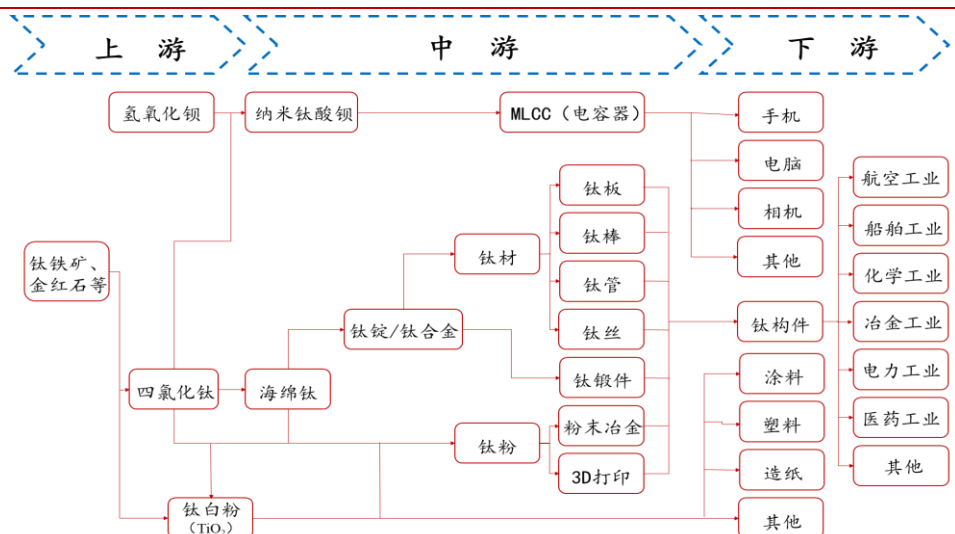 上 游
中 游
下 游
氢氧化钡
纳米钛酸钡
MLCC（电容器）
手机
电脑
相机
其他
钛铁矿、
金红石等
四氯化钛
海绵钛
钛锭/钛合金
钛材
钛板
钛棒
钛管
钛丝
钛锻件
钛粉
粉末冶金
3D打印
钛白粉
（TiO₂）
钛构件
涂料
塑料
造纸
其他
航空工业
船舶工业
化学工业
冶金工业
电力工业
医药工业
其他